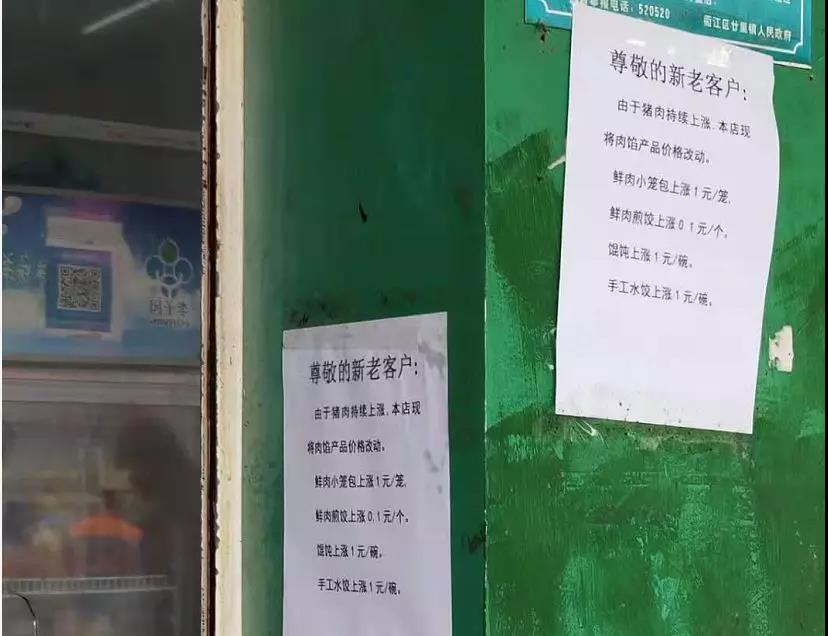 举报电话: 520520
衢江区廿里镇人民政府
尊敬的新老客户:
由于猪肉持续上涨.本店现
将肉馅产品价格改动。
鲜肉小笼包上涨1元/笼,
鲜肉煎饺上涨0.1元/个。
馄饨上涨1元/碗。
手工水饺上涨1元/碗。
尊敬的新老客户:
由于猪肉持续上涨.本店现
将肉馅产品价格改动。
鲜肉小笼包上涨1元/笼,
鲜肉煎饺上涨0.1元/个。
馄饨上涨1元/碗。
手工水饺上涨1元/碗。